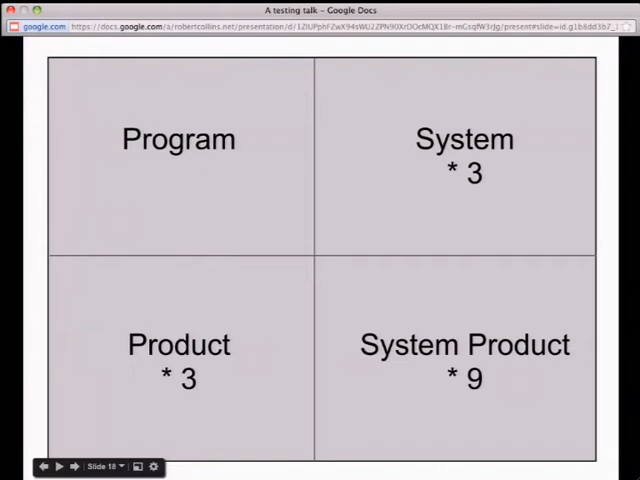 A testing talk – Google Docs
google.com
Program
System
* 3
Product
* 3
System Product
* 9
Slide 18